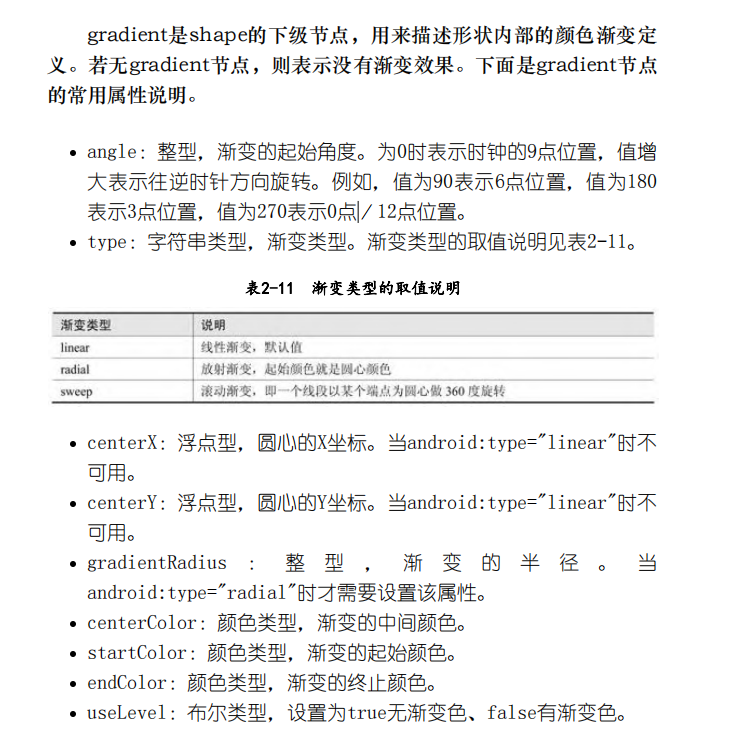 gradient是shape的下级节点，用来描述形状内部的颜色渐变定
义。若无gradient节点，则表示没有渐变效果。下面是gradient节点
的常用属性说明。
• angle：整型，渐变的起始角度。为0时表示时钟的9点位置，值增
大表示往逆时针方向旋转。例如，值为90表示6点位置，值为180
表示3点位置，值为270表示0点/12点位置。
• type：字符串类型，渐变类型。渐变类型的取值说明见表2-11。
表2-11 渐变类型的取值说明
渐变类型 说明
linear 线性渐变，默认值
radial 放射渐变，起始颜色就是圆心颜色
sweep 滚动渐变，即一个线段以某个端点为圆心做 360 度旋转
• centerX：浮点型，圆心的X坐标。当android:type="linear"时不
可用。
• centerY：浮点型，圆心的Y坐标。当android:type="linear"时不
可用。
• gradientRadius：整型，渐变的半径。当
android:type="radial"时才需要设置该属性。
• centerColor：颜色类型，渐变的中间颜色。
• startColor：颜色类型，渐变的起始颜色。
• endColor：颜色类型，渐变的终止颜色。
• useLevel：布尔类型，设置为true无渐变色、false有渐变色。